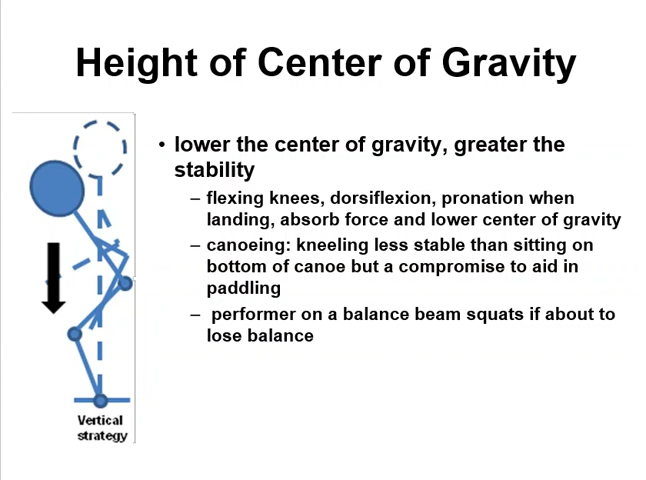 Height of Center of Gravity
• lower the center of gravity, greater the
stability
– flexing knees, dorsiflexion, pronation when
landing, absorb force and lower center of gravity
– canoeing: kneeling less stable than sitting on
bottom of canoe but a compromise to aid in
paddling
– performer on a balance beam squats if about to
lose balance
Vertical
strategy